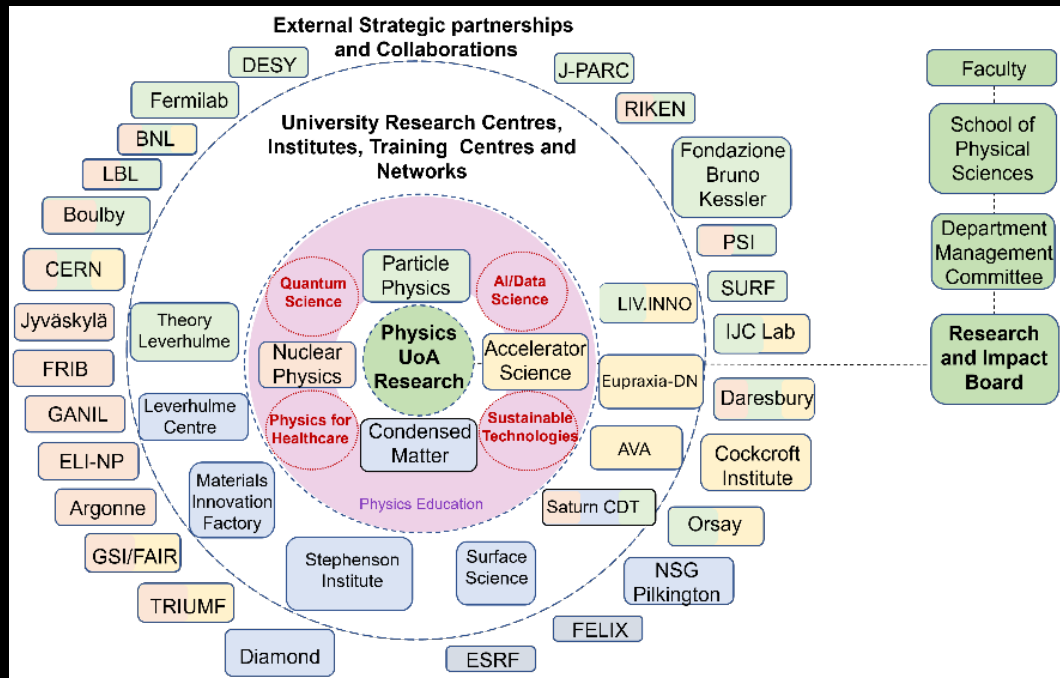 External Strategic partnerships
and Collaborations
DESY
J-PARC
Fermilab
RIKEN
BNL
LBL
Boulby
CERN
Jyväskylä
FRIB
GANIL
ELI-NP
Argonne
GSI/FAIR
TRIUMF
Diamond
ESRF
FELIX
NSG
Pilkington
Orsay
Cockcroft
Institute
Daresbury
IJC Lab
SURF
PSI
Fondazione
Bruno
Kessler
University Research Centres,
Institutes, Training Centres and
Networks
Theory
Leverhulme
Leverhulme
Centre
Materials
Innovation
Factory
Stephenson
Institute
Surface
Science
Saturn CDT
AVA
Eupraxia-DN
LIV.INNO
Quantum
Science
Particle
Physics
AI/Data
Science
Nuclear
Physics
Physics
UoA
Research
Accelerator
Science
Physics for
Healthcare
Condensed
Matter
Sustainable
Technologies
Physics Education
Faculty
School of
Physical
Sciences
Department
Management
Committee
Research
and Impact
Board